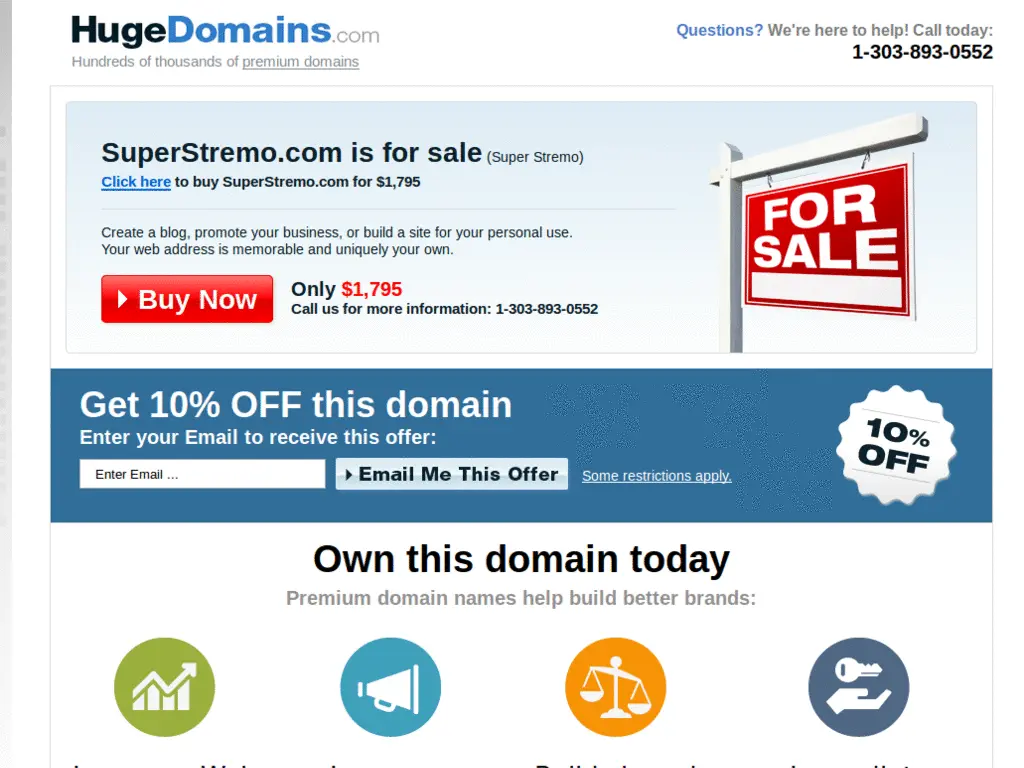 HugeDomains.com
Hundreds of thousands of premium domains
Questions? We're here to help! Call today:
1-303-893-0552
SuperStremo.com is for sale (Super Stremo)
Click here to buy SuperStremo.com for $1,795
Create a blog, promote your business, or build a site for your personal use.
Your web address is memorable and uniquely your own.
Buy Now
Only $1,795
Call us for more information: 1-303-893-0552
FOR
SALE
Get 10% OFF this domain
Enter your Email to receive this offer:
Enter Email ...
Email Me This Offer
Some restrictions apply.
10%
OFF
Own this domain today
Premium domain names help build better brands: